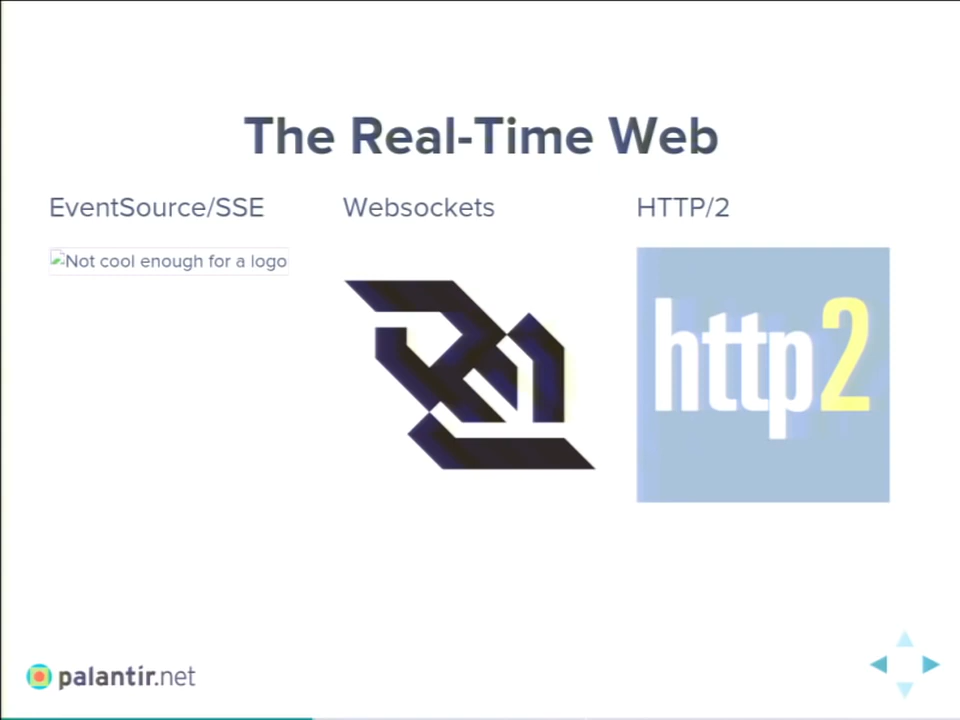 The Real-Time Web
EventSource/SSE
Not cool enough for a logo
Websockets
HTTP/2
http2
palantir.net